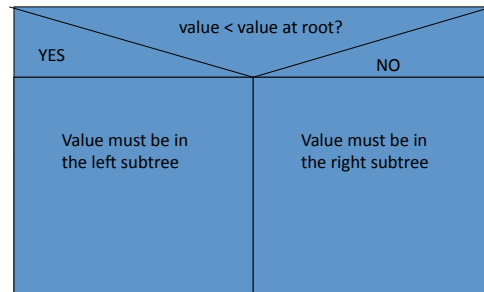 value < value at root?
YES
NO
Value must be in
the left subtree
Value must be in
the right subtree